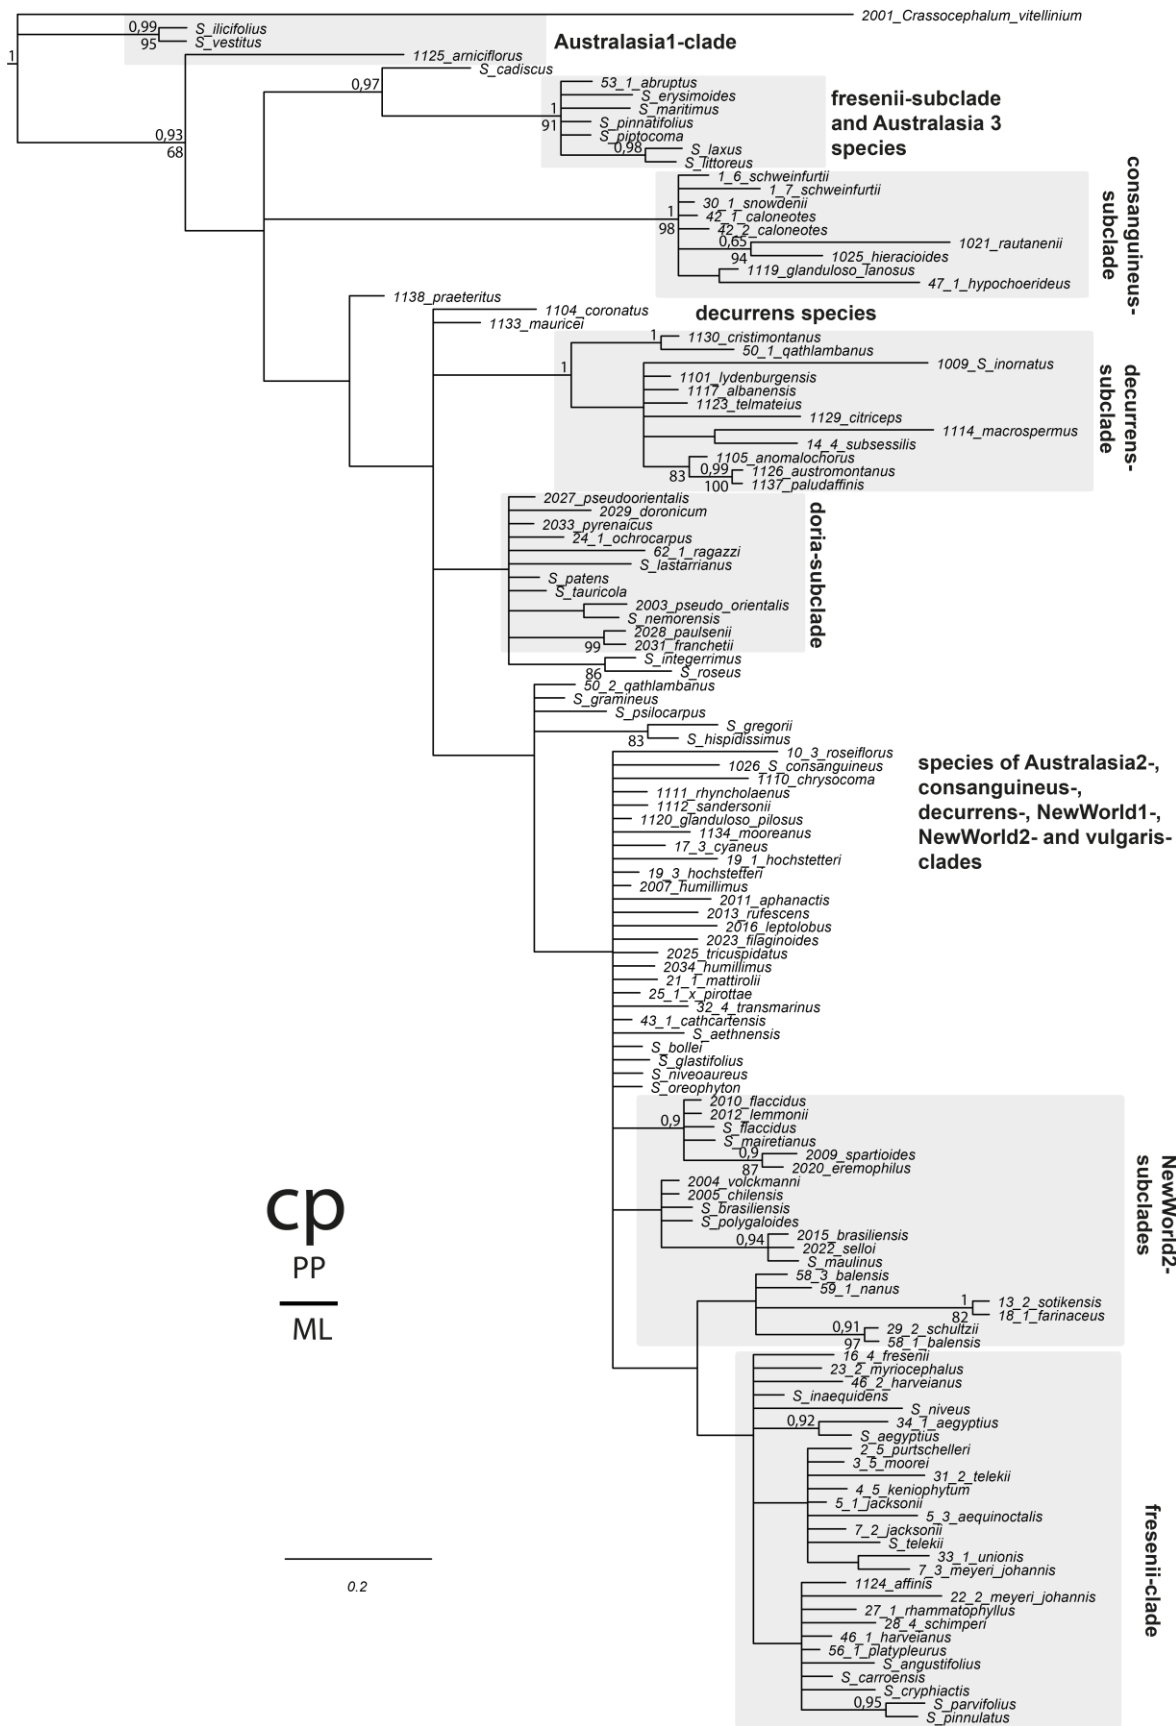 2001_Crassocephalum_vitellinium
0,99
S_ilicifolius
95
S_vestitus
Australasia1-clade
1
1125_arniciflorus
S_cadiscus
0,97
53_1_abruptus
S_erysimoides
1
S_maritimus
91
S_pinnatifolius
S_piptocoma
0,98
S_laxus
S_littoreus
fresenii-subclade
and Australasia 3
species
0,93
68
1_6_schweinfurtii
1_7_schweinfurtii
30_1_snowdenii
1
42_1_caloneotes
98
42_2_caloneotes
0,65
1021_rautanenii
94
1025_hieracioides
1119_glanduloso_lanosus
47_1_hypochoerideus
consanguineus-
subclade
1138_praeteritus
1104_coronatus
1133_mauricei
decurrens species
1
1130_cristimontanus
50_1_qathlambanus
1
1009_S_inornatus
1101_lydenburgensis
1117_albanensis
1123_telmateius
1129_citriceps
1114_macrospermus
14_4_subsessilis
1105_anomalochorus
83
0,99
1126_austromontanus
100
1137_paludaffinis
decurrens-
subclade
2027_pseudoorientalis
2029_doronicum
2033_pyrenaicus
24_1_ochrocarpus
62_1_ragazzi
S_lastarrianus
S_patens
S_tauricola
2003_pseudo_orientalis
S_nemorensis
2028_paulsenii
99
2031_franchetii
S_integerrimus
86
S_roseus
doria-subclade
50_2_qathlambanus
S_gramineus
S_psilocarpus
S_gregorii
83
S_hispidissimus
10_3_roseiflorus
1026_S_consanguineus
1110_chrysocoma
1111_rhyncholaenus
1112_sandersonii
1120_glanduloso_pilosus
1134_mooreanus
17_3_cyaneus
19_1_hochstetteri
19_3_hochstetteri
2007_humillimus
2011_aphanactis
2013_rufescens
2016_leptolobus
2023_filaginoides
2025_tricuspidatus
2034_humillimus
21_1_mattirolii
25_1_x_pirottae
32_4_transmarinus
43_1_cathcartensis
S_aethnensis
S_bollei
S_glastifolius
S_niveoaureus
S_oreophyton
species of Australasia2-,
consanguineus-,
decurrens-, NewWorld1-,
NewWorld2- and vulgaris-
clades
2010_flaccidus
0,9
2012_lemmonii
S_flaccidus
S_mairetianus
0,9
2009_spartioides
87
2020_eremophilus
2004_volckmanni
2005_chilensis
S_brasiliensis
S_polygaloides
0,94
2015_brasiliensis
2022_selloi
S_maulinus
58_3_balensis
59_1_nanus
1
13_2_sotikensis
82
18_1_farinaceus
0,91
29_2_schultzii
97
58_1_balensis
NewWorld2-
subclades
cp
PP
ML
16_4_fresenii
23_2_myriocephalus
46_2_harveianus
S_inaequidens
S_niveus
0,92
34_1_aegyptius
S_aegyptius
2_5_purtschelleri
3_5_moorei
31_2_telekii
4_5_keniophytum
5_1_jacksonii
5_3_aequinoctalis
7_2_jacksonii
S_telekii
33_1_unionis
7_3_meyeri_johannis
1124_affinis
22_2_meyeri_johannis
27_1_rhammatophyllus
28_4_schimperi
46_1_harveianus
56_1_platypleurus
S_angustifolius
S_carroensis
S_cryphiactis
0,95
S_parvifolius
S_pinnulatus
fresenii-clade
0.2